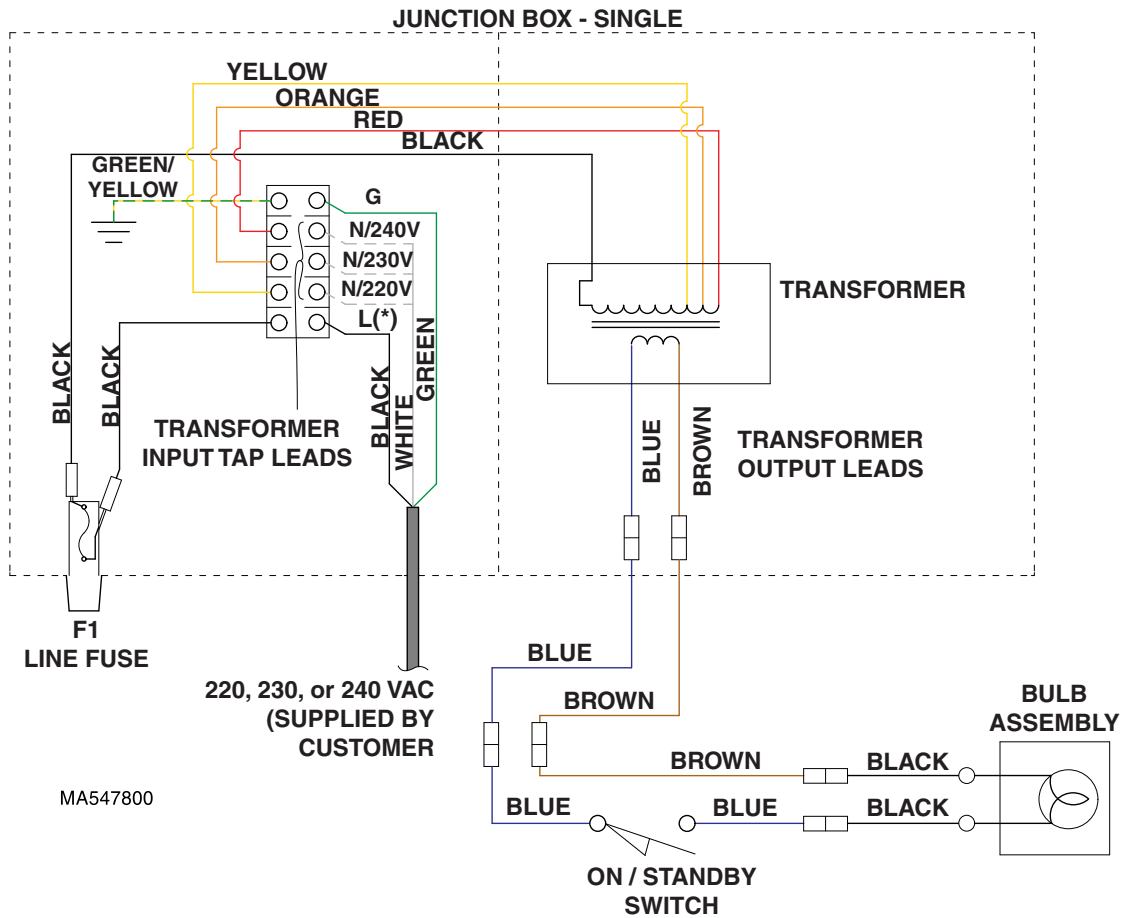 JUNCTION BOX - SINGLE
YELLOW
ORANGE
RED
BLACK
GREEN/
YELLOW
G
N/240V
N/230V
N/220V
L(*)
TRANSFORMER
BLACK
BLACK
BLACK
WHITE
GREEN
TRANSFORMER
INPUT TAP LEADS
BLUE
BROWN
TRANSFORMER
OUTPUT LEADS
F1
LINE FUSE
220, 230, or 240 VAC
(SUPPLIED BY
CUSTOMER
BLUE
BROWN
BULB
ASSEMBLY
BROWN
BLACK
MA547800
BLUE
BLUE
BLACK
ON / STANDBY
SWITCH